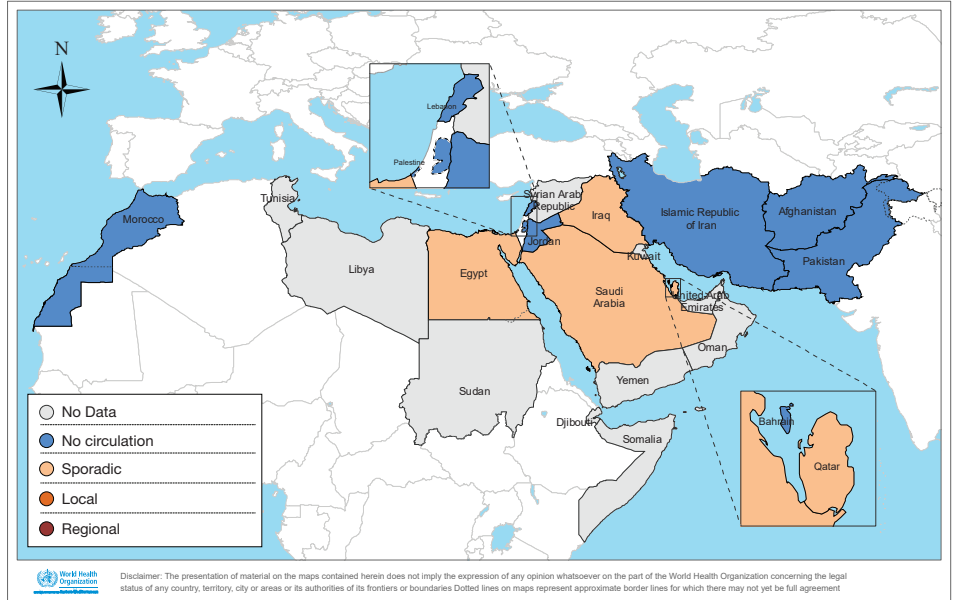 N
Lebanon
Palestine
Tunisia
Syrian Arab
Republic
Morocco
Iraq
Islamic Republic
of Iran
Afghanistan
Jordan
Kuwait
Pakistan
Libya
Egypt
Saudi
Arabia
United Arab
Emirates
Oman
Sudan
Yemen
Djibouti
Somalia
Bahrain
Qatar
No Data
No circulation
Sporadic
Local
Regional
World Health
Organization
Disclaimer: The presentation of material on the maps contained herein does not imply the expression of any opinion whatsoever on the part of the World Health Organization concerning the legal
status of any country, territory, city or areas or its authorities of its frontiers or boundaries Dotted lines on maps represent approximate border lines for which there may not yet be full agreement